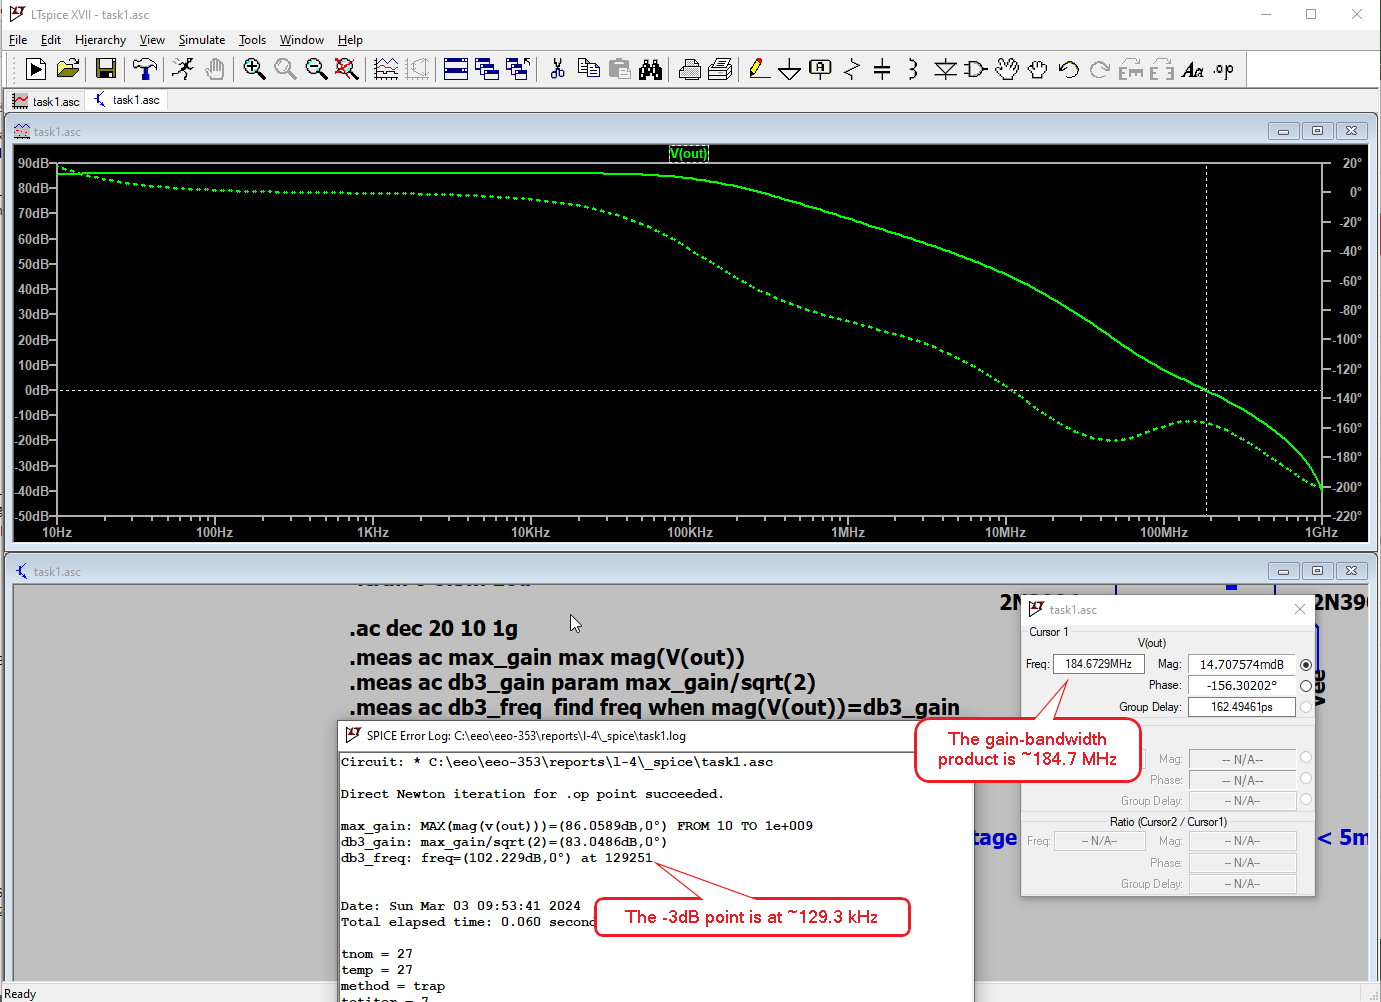 LTspice XVII - task1.asc
File Edit Hierarchy View Simulate Tools Window Help
task1.asc task1.asc
task1.asc
V(out)
90dB 20°
80dB 0°
70dB -20°
60dB -40°
50dB -60°
40dB -80°
30dB -100°
20dB -120°
10dB -140°
0dB -160°
-10dB -180°
-20dB -200°
-30dB -220°
-40dB
-50dB
10Hz 100Hz 1KHz 10KHz 100KHz 1MHz 10MHz 100MHz 1GHz
task1.asc
.ac dec 20 10 1g
.meas ac max_gain max mag(V(out))
.meas ac db3_gain param max_gain/sqrt(2)
.meas ac db3_freq find freq when mag(V(out))=db3_gain
2N39
vee
tage < 5m
task1.asc
Cursor 1
V(out)
Freq: 184.6729MHz Mag: 14.707574mdB
Phase: -156.30202°
Group Delay: 162.49461ps
Mag: -- N/A--
Phase: -- N/A--
Group Delay: -- N/A--
Ratio (Cursor2 / Cursor1)
Freq: -- N/A-- Mag: -- N/A--
Phase: -- N/A--
Group Delay: -- N/A--
The gain-bandwidth
product is ~184.7 MHz
SPICE Error Log: C:\eeo\eeo-353\reports\l-4\_spice\task1.log
Circuit: * C:\eeo\eeo-353\reports\l-4\_spice\task1.asc
Direct Newton iteration for .op point succeeded.
max_gain: MAX(mag(v(out)))=(86.0589dB,0°) FROM 10 TO 1e+009
db3_gain: max_gain/sqrt(2)=(83.0486dB,0°)
db3_freq: freq=(102.229dB,0°) at 129251
The -3dB point is at ~129.3 kHz
Date: Sun Mar 03 09:53:41 2024
Total elapsed time: 0.060 secon
tnom = 27
temp = 27
method = trap
Ready